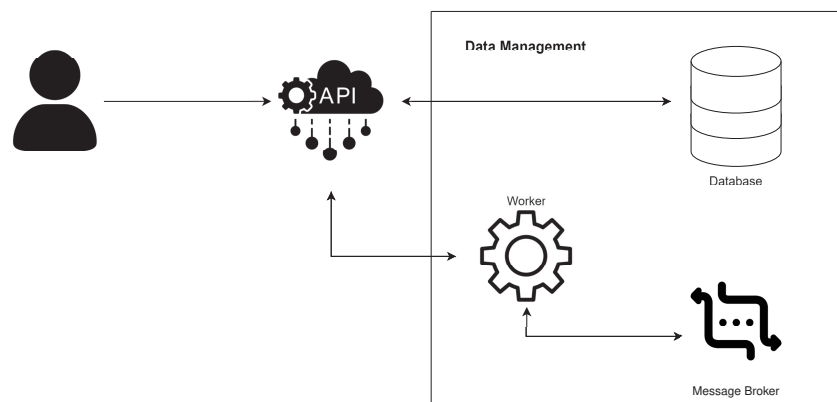 Data Management
API
Database
Worker
Message Broker